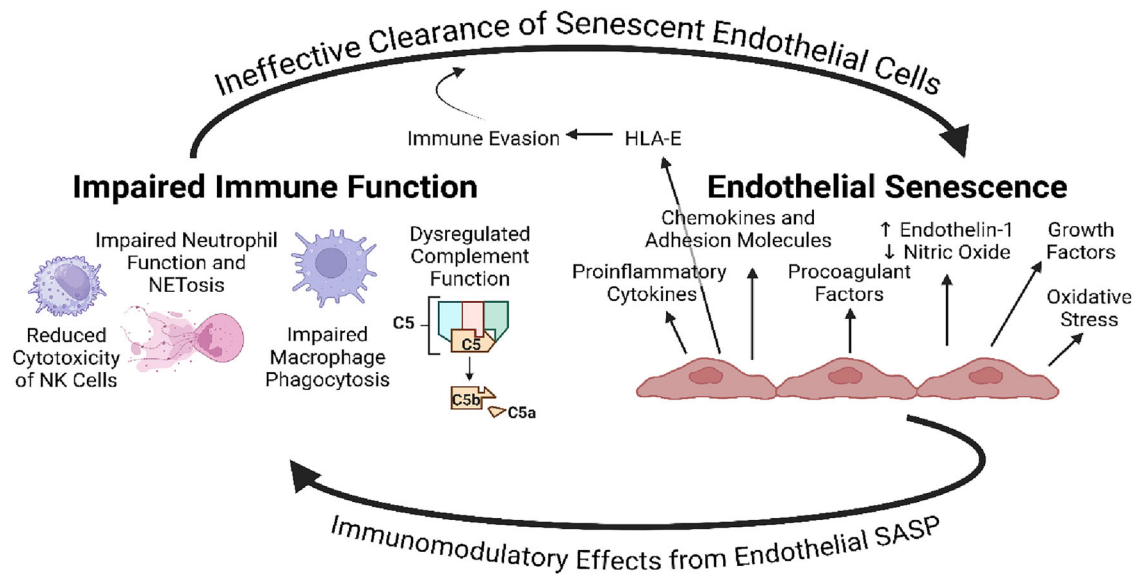 Ineffective Clearance of Senescent Endothelial Cells
Immune Evasion
HLA-E
Impaired Immune Function
Endothelial Senescence
Impaired Neutrophil
Function and
NETosis
Reduced
Cytotoxicity
of NK Cells
Impaired
Macrophage
Phagocytosis
Dysregulated
Complement
Function
C5
C5
C5b
C5a
Proinflammatory
Cytokines
Chemokines and
Adhesion Molecules
Procoagulant
Factors
↑ Endothelin-1
↓ Nitric Oxide
Growth
Factors
Oxidative
Stress
Immunomodulatory Effects from Endothelial SASP